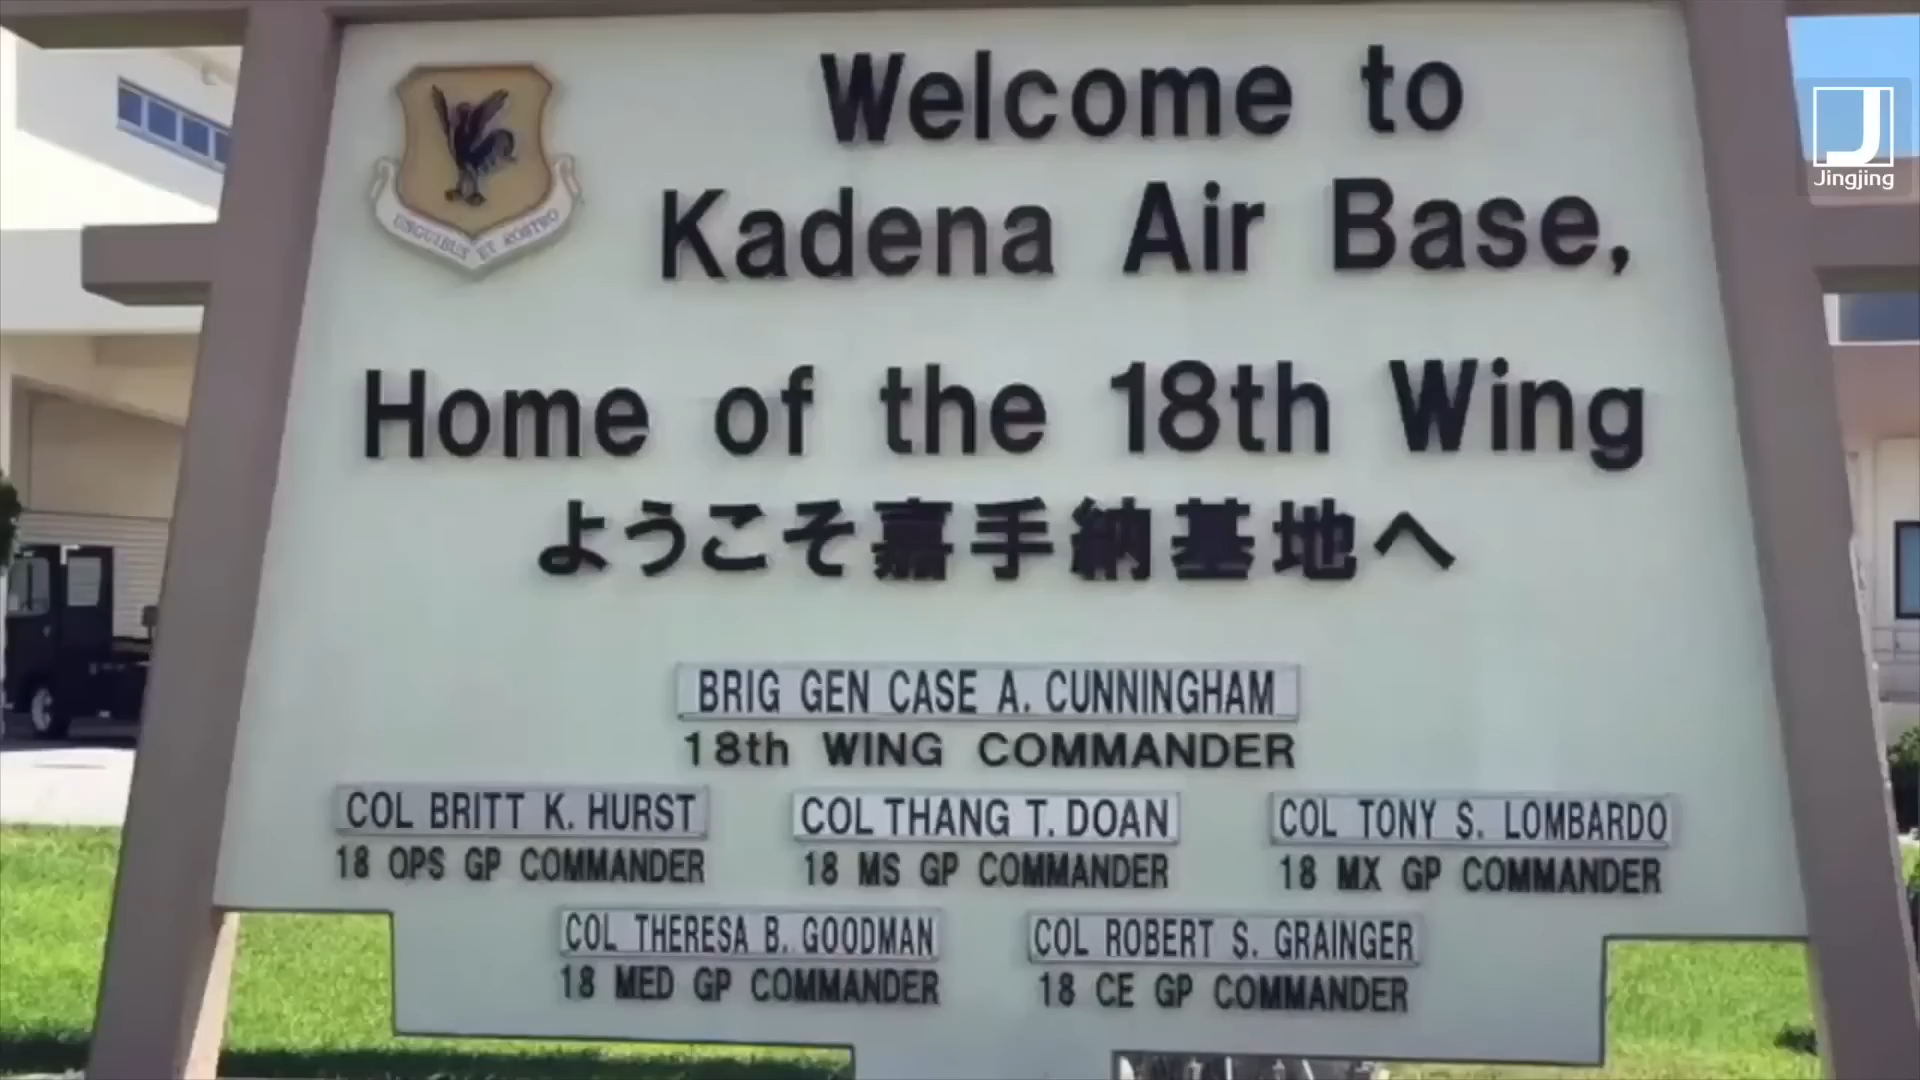 Welcome to
Kadena Air Base,
Home of the 18th Wing
ようこそ嘉手納基地へ
BRIG GEN CASE A. CUNNINGHAM
18th WING COMMANDER
COL BRITT K. HURST
18 OPS GP COMMANDER
COL THANG T. DOAN
18 MS GP COMMANDER
COL TONY S. LOMBARDO
18 MX GP COMMANDER
COL THERESA B. GOODMAN
18 MED GP COMMANDER
COL ROBERT S. GRAINGER
18 CE GP COMMANDER
UNGUIBUS ET ROSTRO
J
Jingjing